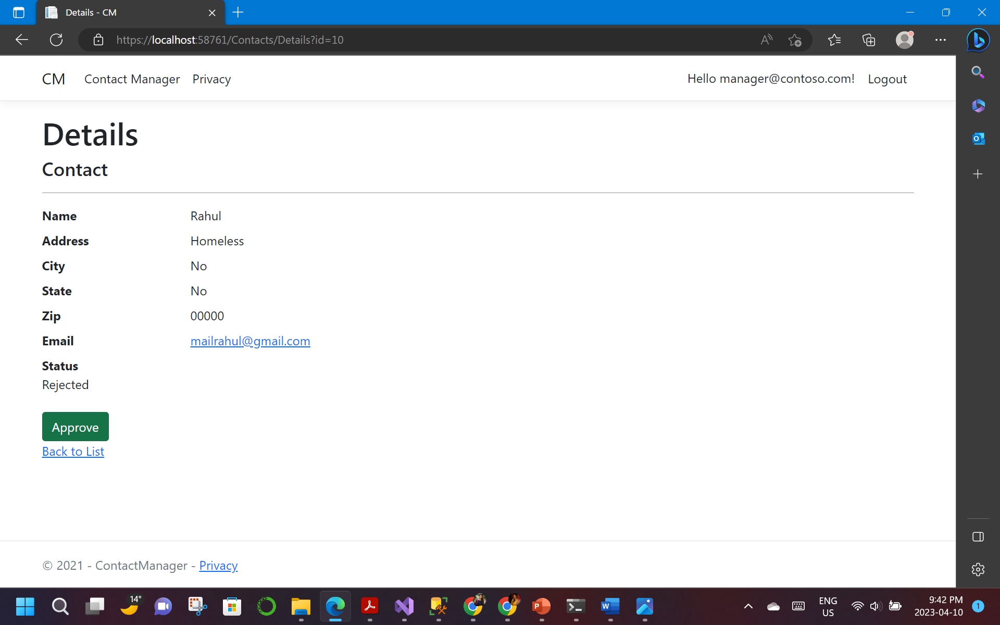 Details - CM
https://localhost:58761/Contacts/Details?id=10
CM Contact Manager Privacy Hello manager@contoso.com! Logout
Details
Contact
Name Rahul
Address Homeless
City No
State No
Zip 00000
Email mailrahul@gmail.com
Status
Rejected
Approve
Back to List
© 2021 - ContactManager - Privacy
14°
ENG
US
9:42 PM
2023-04-10
1